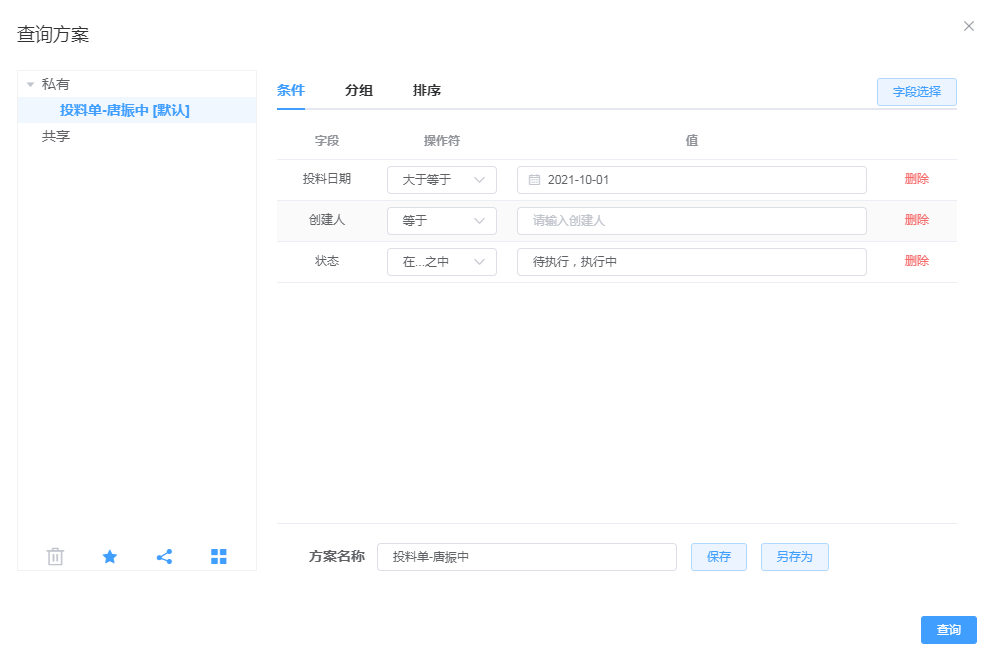 查询方案
私有
投料单-唐振中 [默认]
共享
条件 分组 排序 字段选择
字段 操作符 值
投料日期 大于等于 2021-10-01 删除
创建人 等于 请输入创建人 删除
状态 在...之中 待执行，执行中 删除
方案名称 投料单-唐振中 保存 另存为
查询